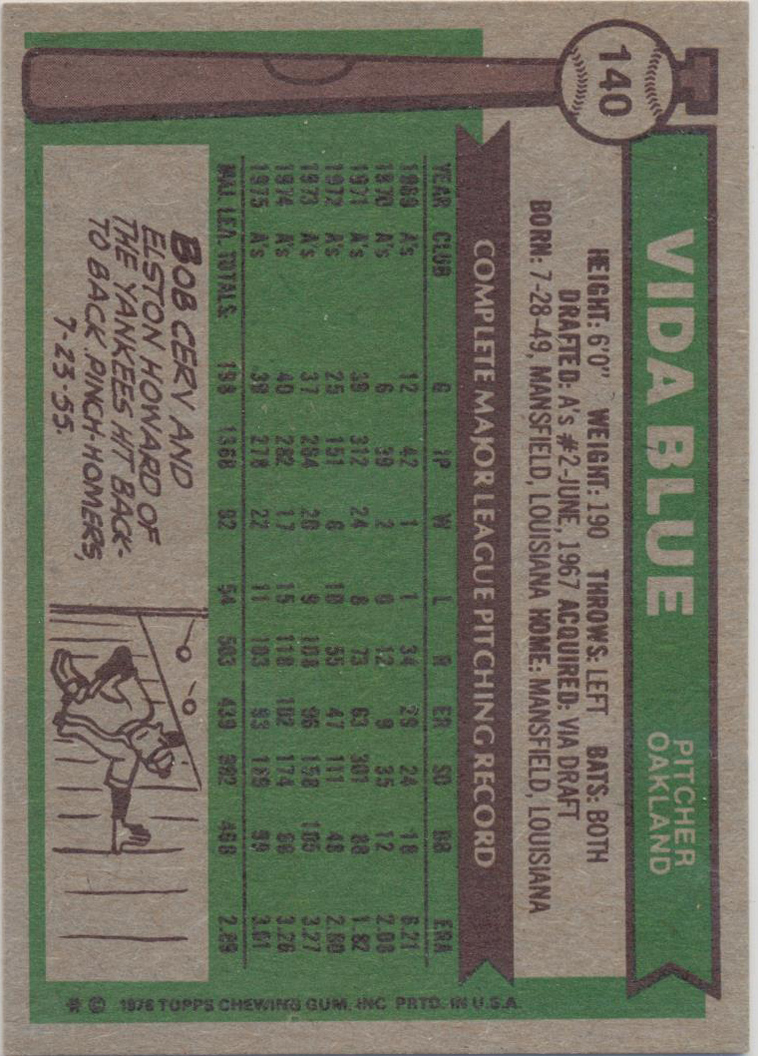 140
VIDA BLUE
PITCHER
OAKLAND
HEIGHT: 6'0" WEIGHT: 190 THROWS: LEFT BATS: BOTH
DRAFTED: A's #2-JUNE, 1967 ACQUIRED: VIA DRAFT
BORN: 7-28-49, MANSFIELD, LOUISIANA HOME: MANSFIELD, LOUISIANA
COMPLETE MAJOR LEAGUE PITCHING RECORD
YEAR CLUB G IP W L R ER SO BB ERA
1969 A's 12 42 1 1 34 29 24 18 6.21
1970 A's 6 39 2 0 12 9 35 12 2.08
1971 A's 39 312 24 8 73 63 301 88 1.82
1972 A's 25 151 6 10 55 47 111 48 2.80
1973 A's 37 264 20 9 108 96 158 105 3.27
1974 A's 40 282 17 15 118 102 174 98 3.26
1975 A's 39 278 22 11 103 93 189 99 3.01
MAJ. LEA. TOTALS 198 1368 92 54 503 439 992 468 2.89
BOB CERV AND
ELSTON HOWARD OF
THE YANKEES HIT BACK-
TO BACK PINCH-HOMERS,
7-23-55.
* © 1976 TOPPS CHEWING GUM, INC. PRTD. IN U.S.A.